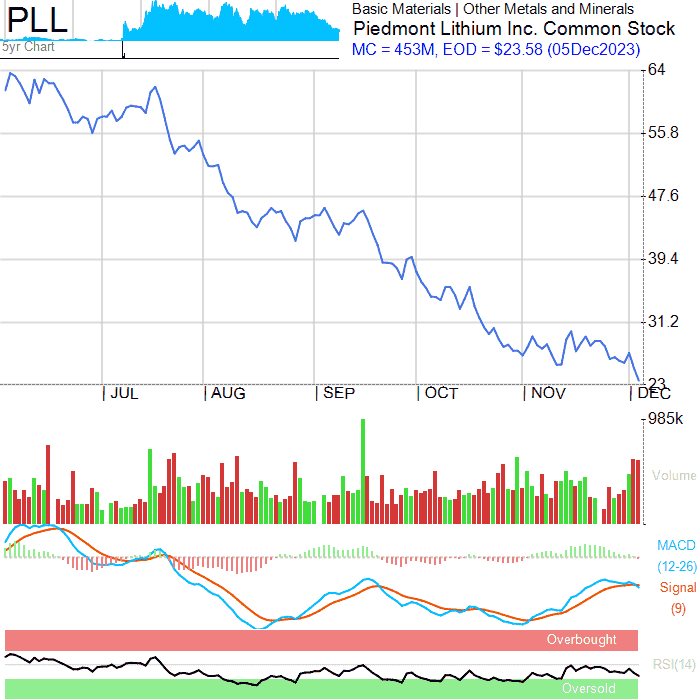 PLL
5yr Chart
Basic Materials | Other Metals and Minerals
Piedmont Lithium Inc. Common Stock
MC = 453M, EOD = $23.58 (05Dec2023)
64
55.8
47.6
39.4
31.2
23
| JUL | AUG | SEP | OCT | NOV | DEC
985k
Volume
MACD
(12-26)
Signal
(9)
Overbought
RSI(14)
Oversold